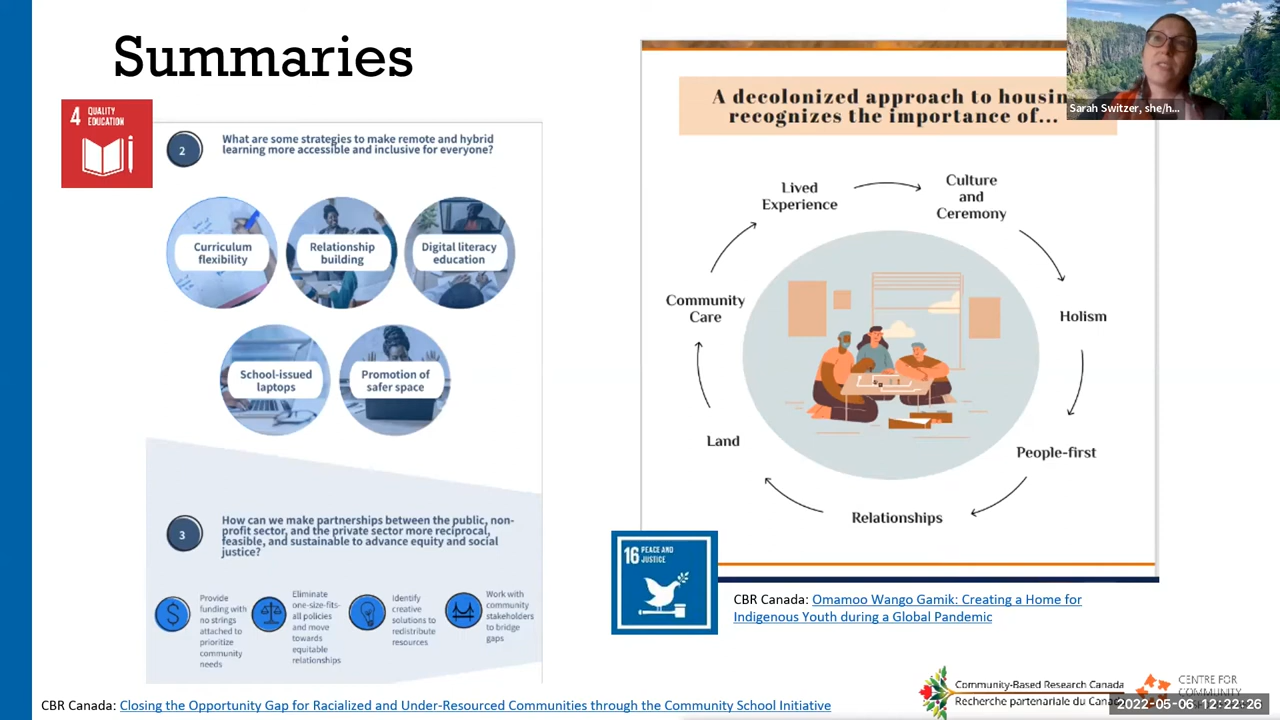 Summaries
4 QUALITY
EDUCATION
2
What are some strategies to make remote and hybrid
learning more accessible and inclusive for everyone?
Curriculum
flexibility
Relationship
building
Digital literacy
education
School-issued
laptops
Promotion of
safer space
3
How can we make partnerships between the public, non-
profit sector, and the private sector more reciprocal,
feasible, and sustainable to advance equity and social
justice?
$
Provide
funding with
no strings
attached to
prioritize
community
needs
Eliminate
one-size-fits-
all policies
and move
towards
equitable
relationships
Identify
creative
solutions to
redistribute
resources
Work with
community
stakeholders
to bridge
gaps
CBR Canada: Closing the Opportunity Gap for Racialized and Under-Resourced Communities through the Community School Initiative
A decolonized approach to housin
recognizes the importance of...
Lived
Experience
Culture
and
Ceremony
Holism
People-first
Relationships
Land
Community
Care
16 PEACE AND
JUSTICE
CBR Canada: Omamoo Wango Gamik: Creating a Home for
Indigenous Youth during a Global Pandemic
Sarah Switzer, she/h...
Community-Based Research Canada
Recherche partenariale du Cana
CENTRE FOR
2022-05-06 12:22:26